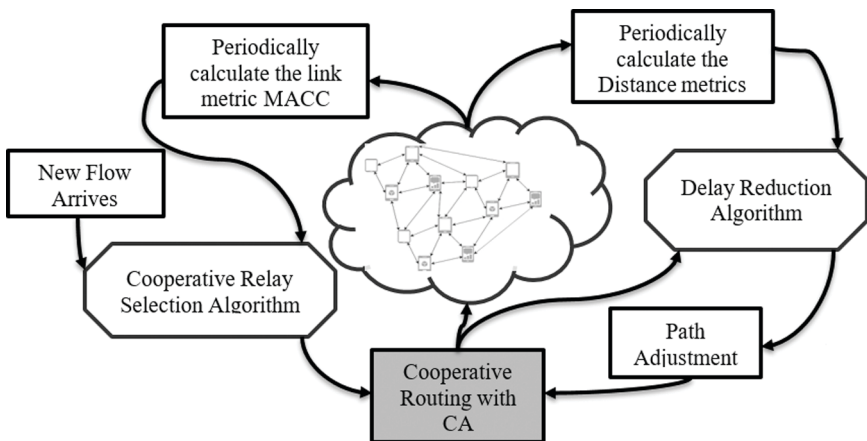 Periodically
calculate the link
metric MACC
Periodically
calculate the
Distance metrics
New Flow
Arrives
Delay Reduction
Algorithm
Cooperative Relay
Selection Algorithm
Path
Adjustment
Cooperative
Routing with
CA